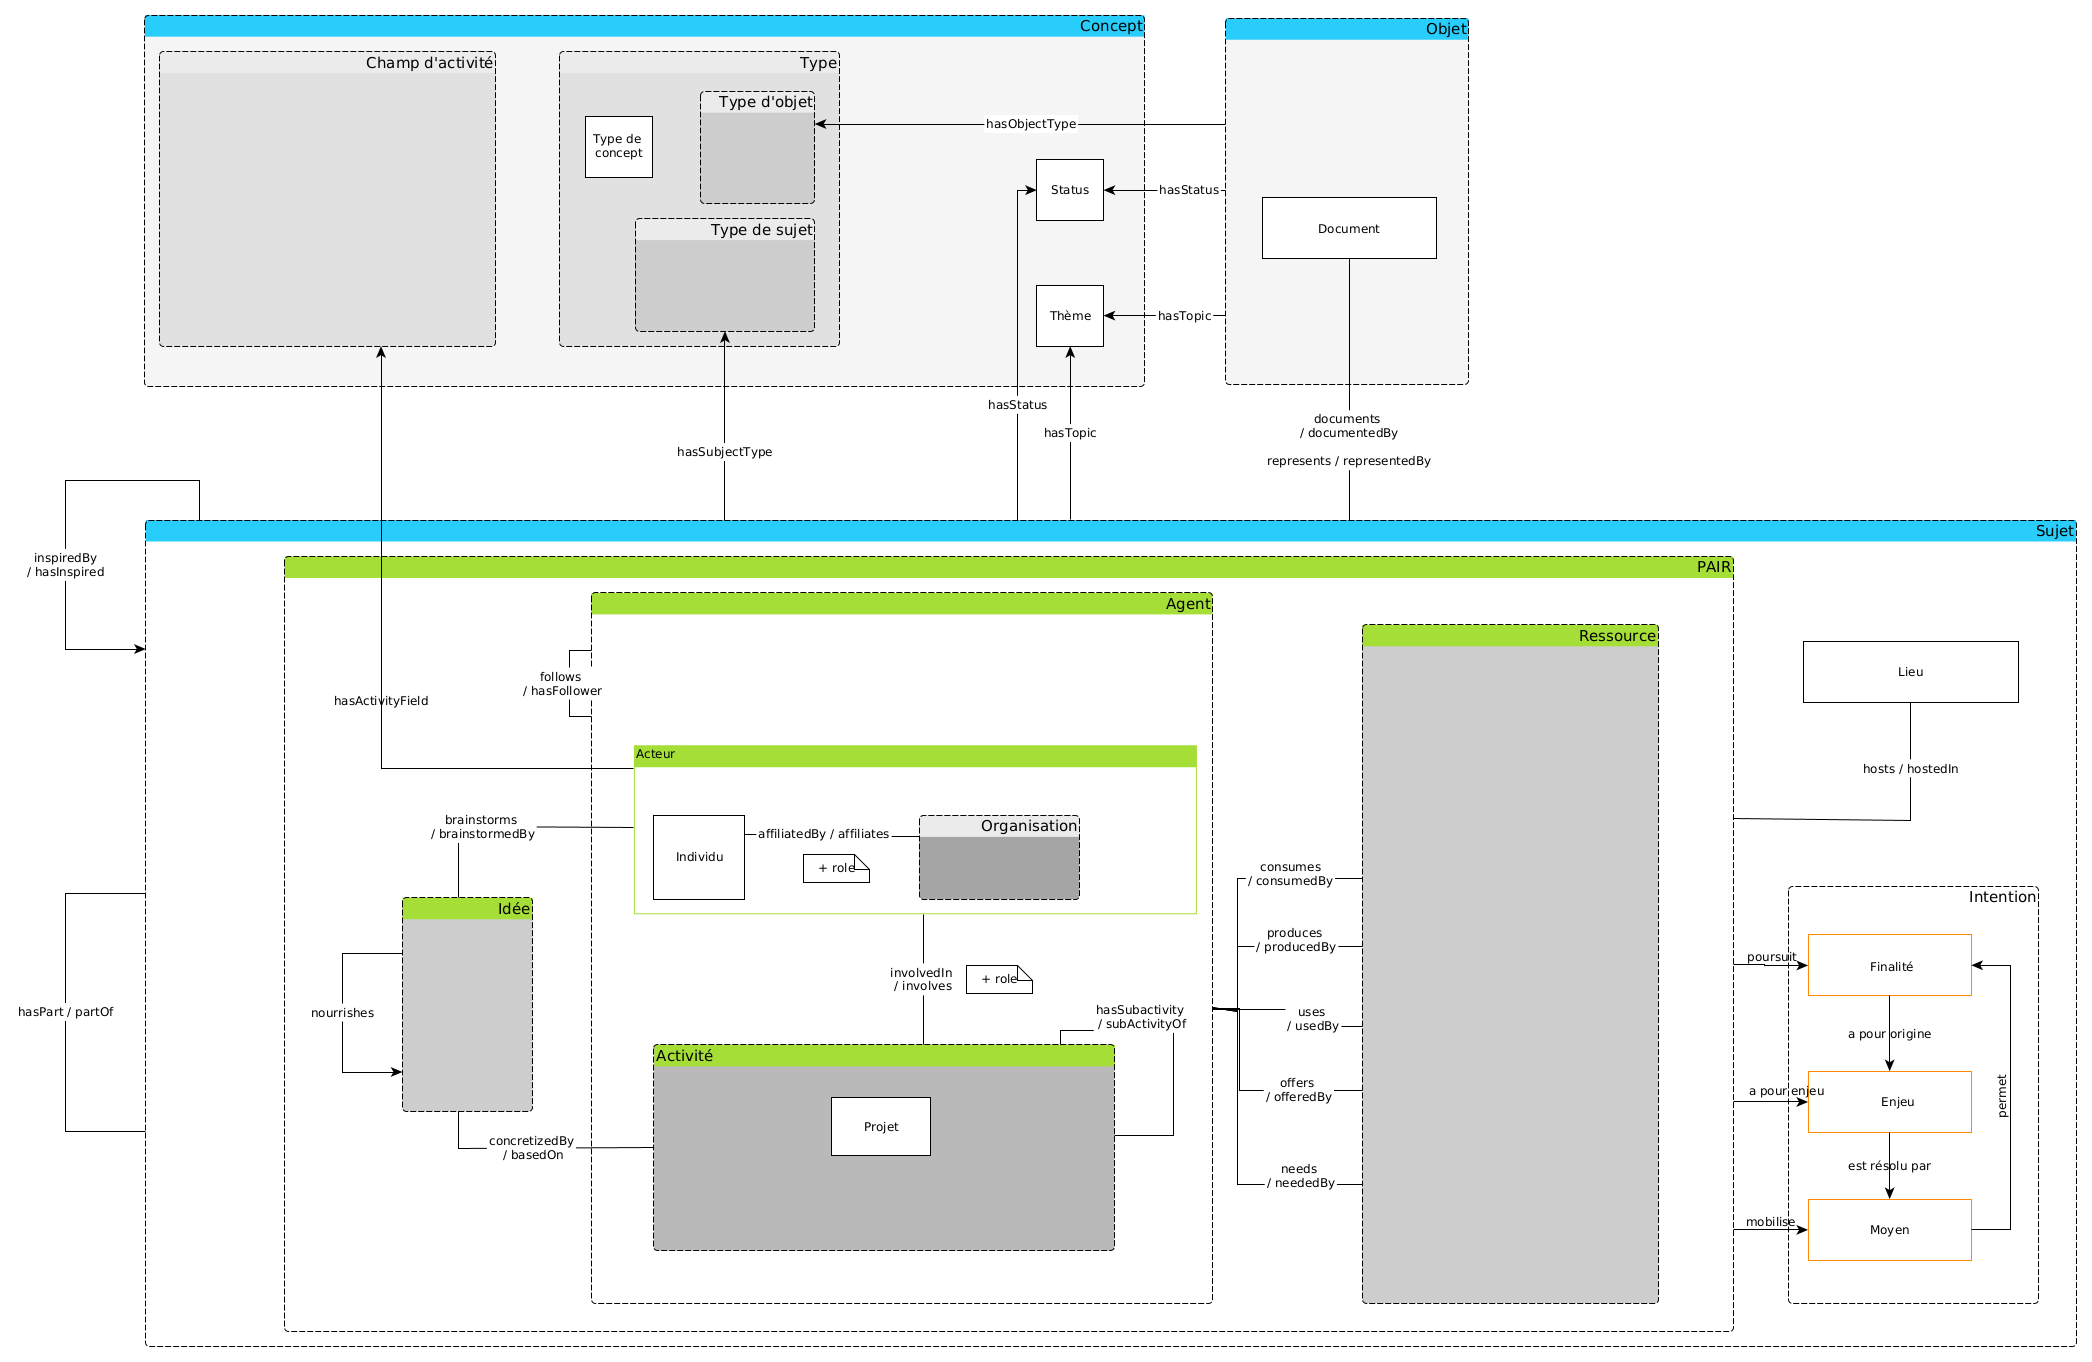 Concept
Objet
Champ d'activité
Type
Type d'objet
hasObjectType
Type de
concept
Status
hasStatus
Type de sujet
Document
Thème
hasTopic
hasStatus
documents
/ documentedBy
hasTopic
hasSubjectType
represents / representedBy
Sujet
inspiredBy
/ hasInspired
PAIR
Agent
Ressource
follows
/ hasFollower
Lieu
hasActivityField
Acteur
hosts / hostedIn
brainstorms
/ brainstormedBy
Organisation
affiliatedBy / affiliates
Individu
+ role
consumes
/ consumedBy
Intention
Idée
produces
/ producedBy
poursuit
Finalité
involvedIn
/ involves
+ role
hasPart / partOf
nourrishes
hasSubactivity
/ subActivityOf
uses
/ usedBy
a pour origine
Activité
offers
/ offeredBy
a pour enjeu
Enjeu
permet
Projet
concretizedBy
/ basedOn
needs
/ neededBy
est résolu par
mobilise
Moyen